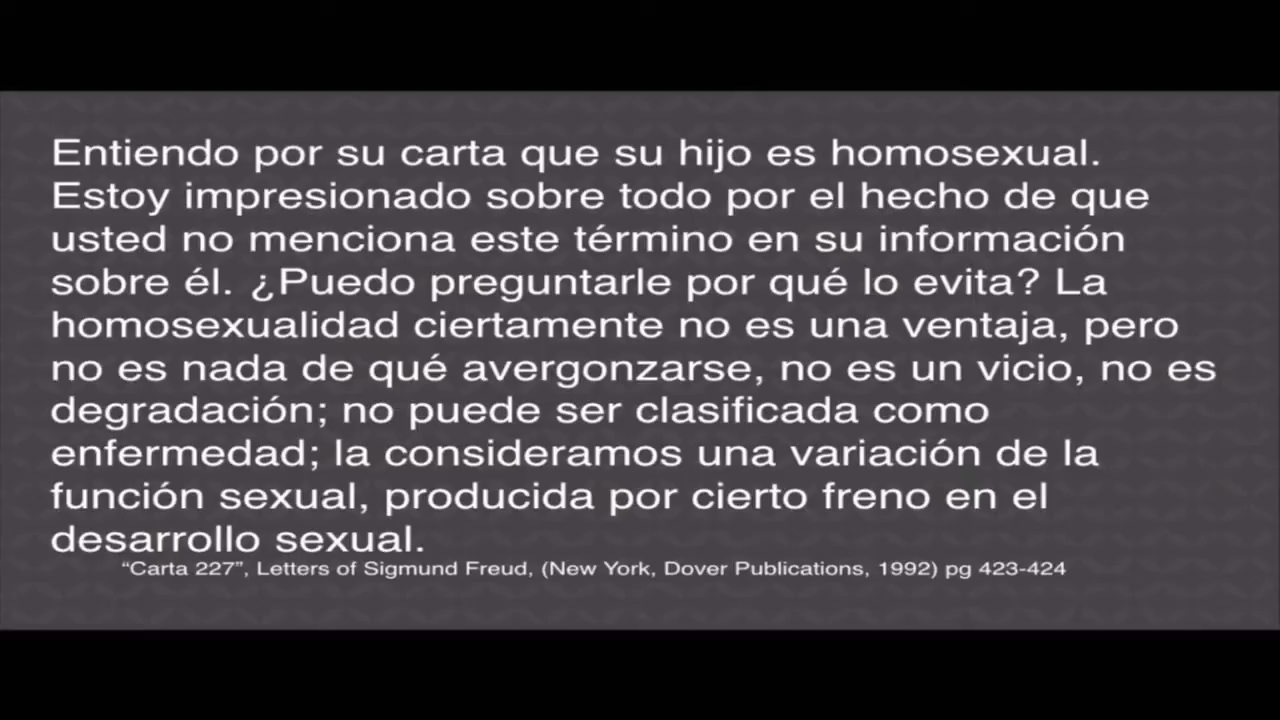 Entiendo por su carta que su hijo es homosexual.
Estoy impresionado sobre todo por el hecho de que
usted no menciona este término en su información
sobre él. ¿Puedo preguntarle por qué lo evita? La
homosexualidad ciertamente no es una ventaja, pero
no es nada de qué avergonzarse, no es un vicio, no es
degradación; no puede ser clasificada como
enfermedad; la consideramos una variación de la
función sexual, producida por cierto freno en el
desarrollo sexual.
“Carta 227”, Letters of Sigmund Freud, (New York, Dover Publications, 1992) pg 423-424